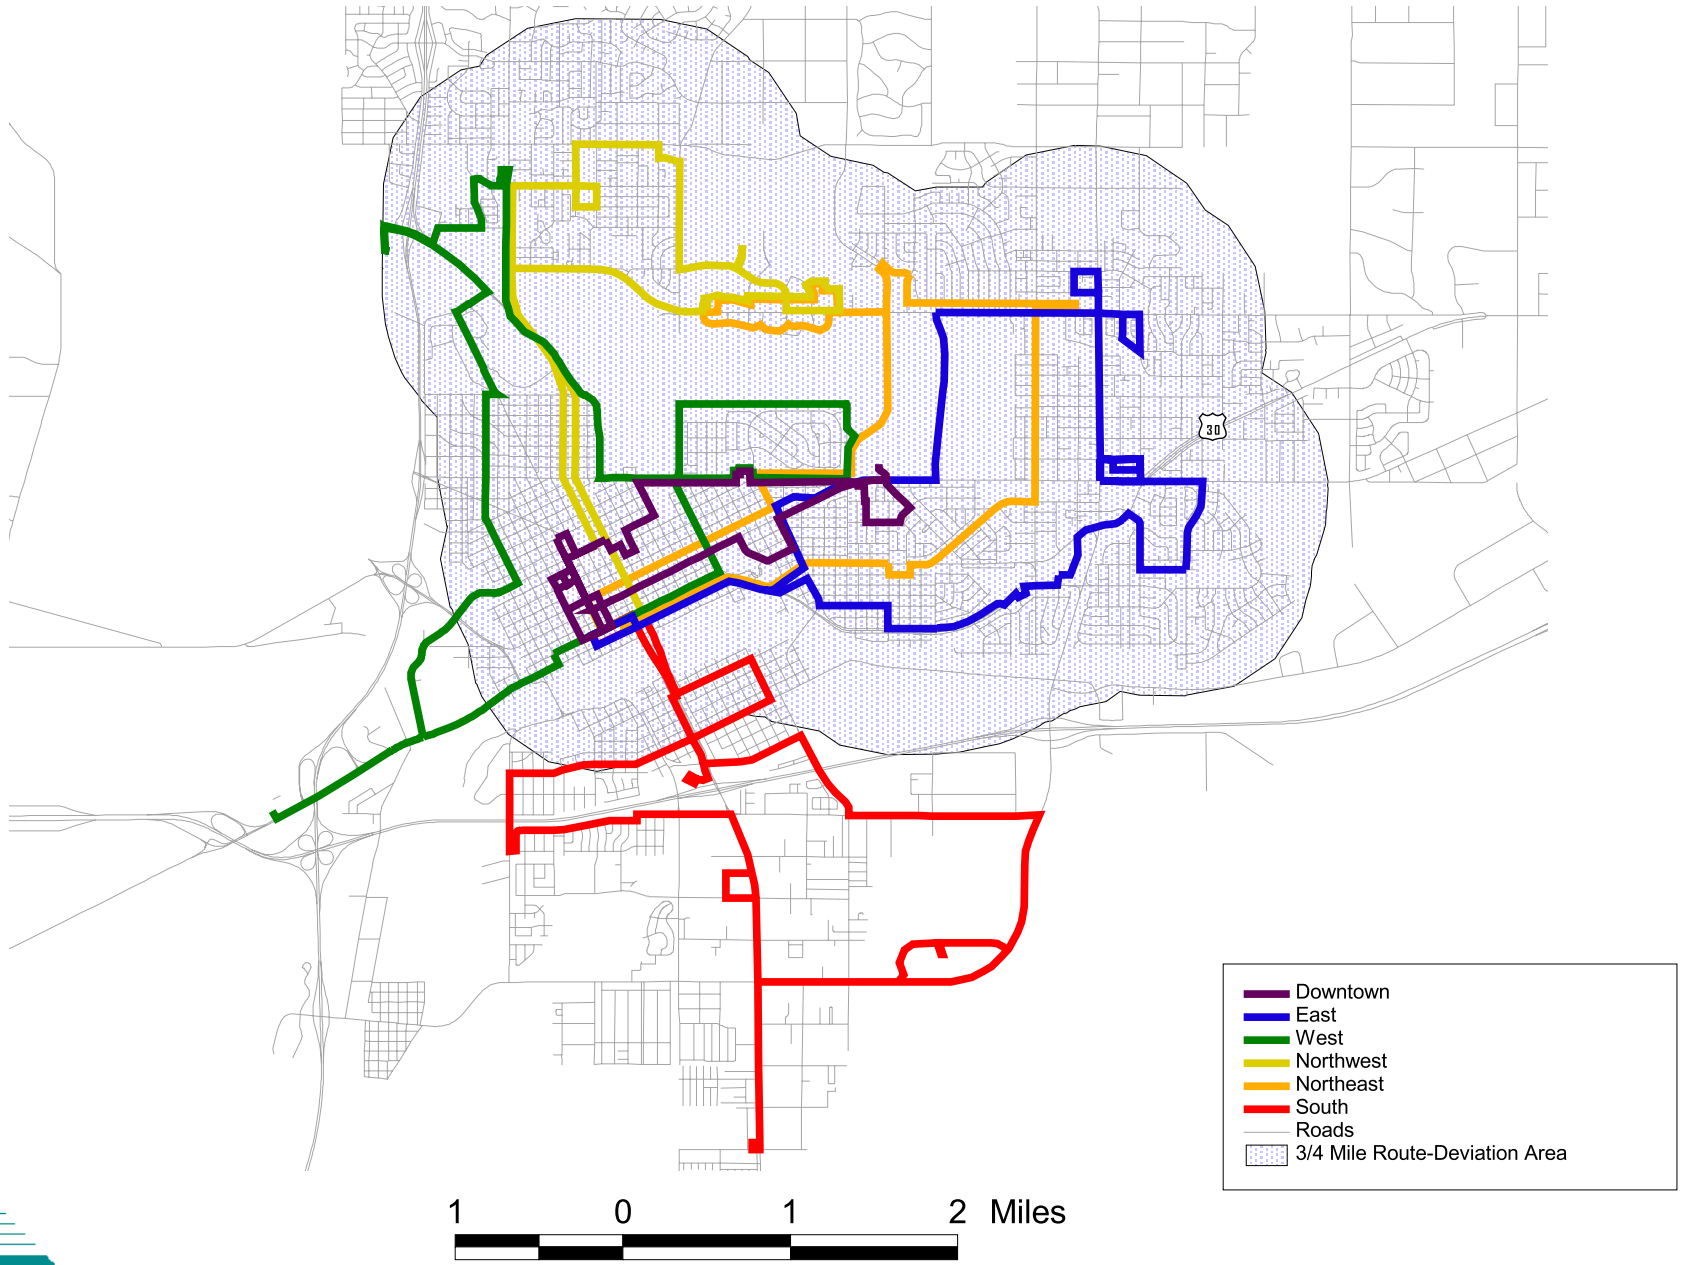 30
Downtown
East
West
Northwest
Northeast
South
Roads
3/4 Mile Route-Deviation Area
1 0 1 2 Miles